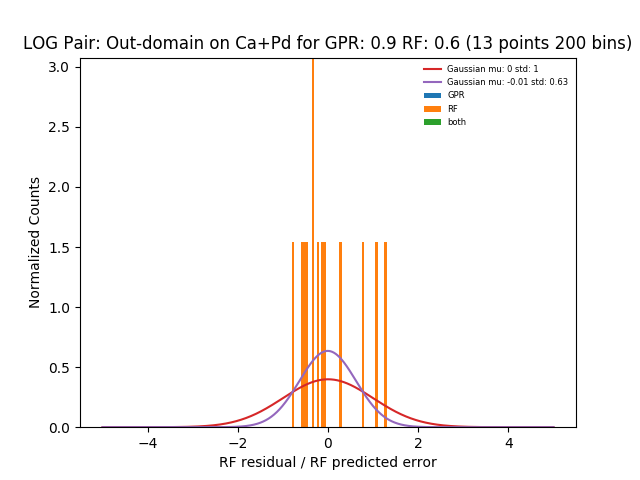 LOG Pair: Out-domain on Ca+Pd for GPR: 0.9 RF: 0.6 (13 points 200 bins)
3.0
2.5
2.0
1.5
1.0
0.5
0.0
Normalized Counts
Gaussian mu: 0 std: 1
Gaussian mu: -0.01 std: 0.63
GPR
RF
both
−4
−2
0
2
4
RF residual / RF predicted error